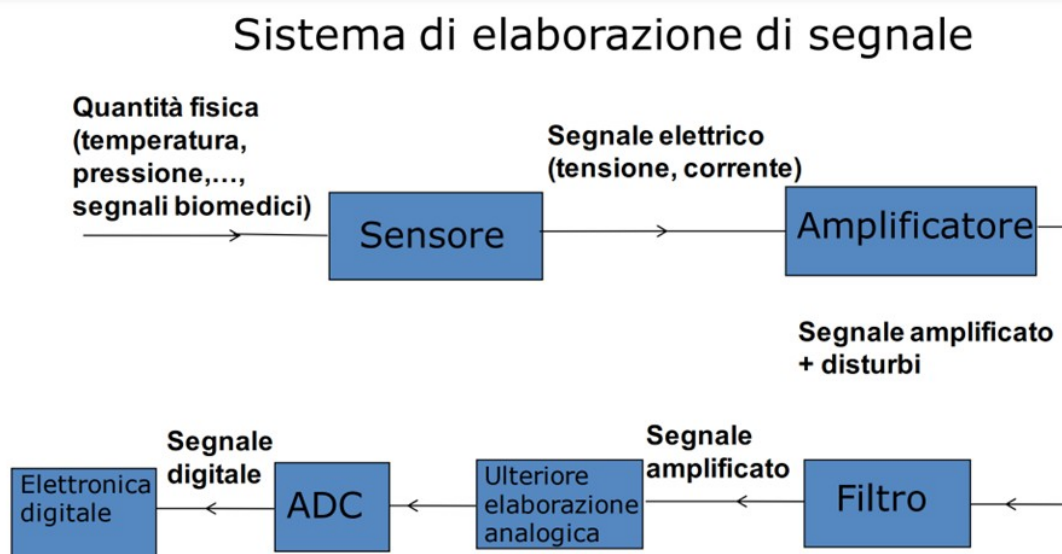 Sistema di elaborazione di segnale
Quantità fisica
(temperatura,
pressione,...,
segnali biomedici)
Sensore
Segnale elettrico
(tensione, corrente)
Amplificatore
Segnale amplificato
+ disturbi
Filtro
Segnale
amplificato
Ulteriore
elaborazione
analogica
ADC
Segnale
digitale
Elettronica
digitale